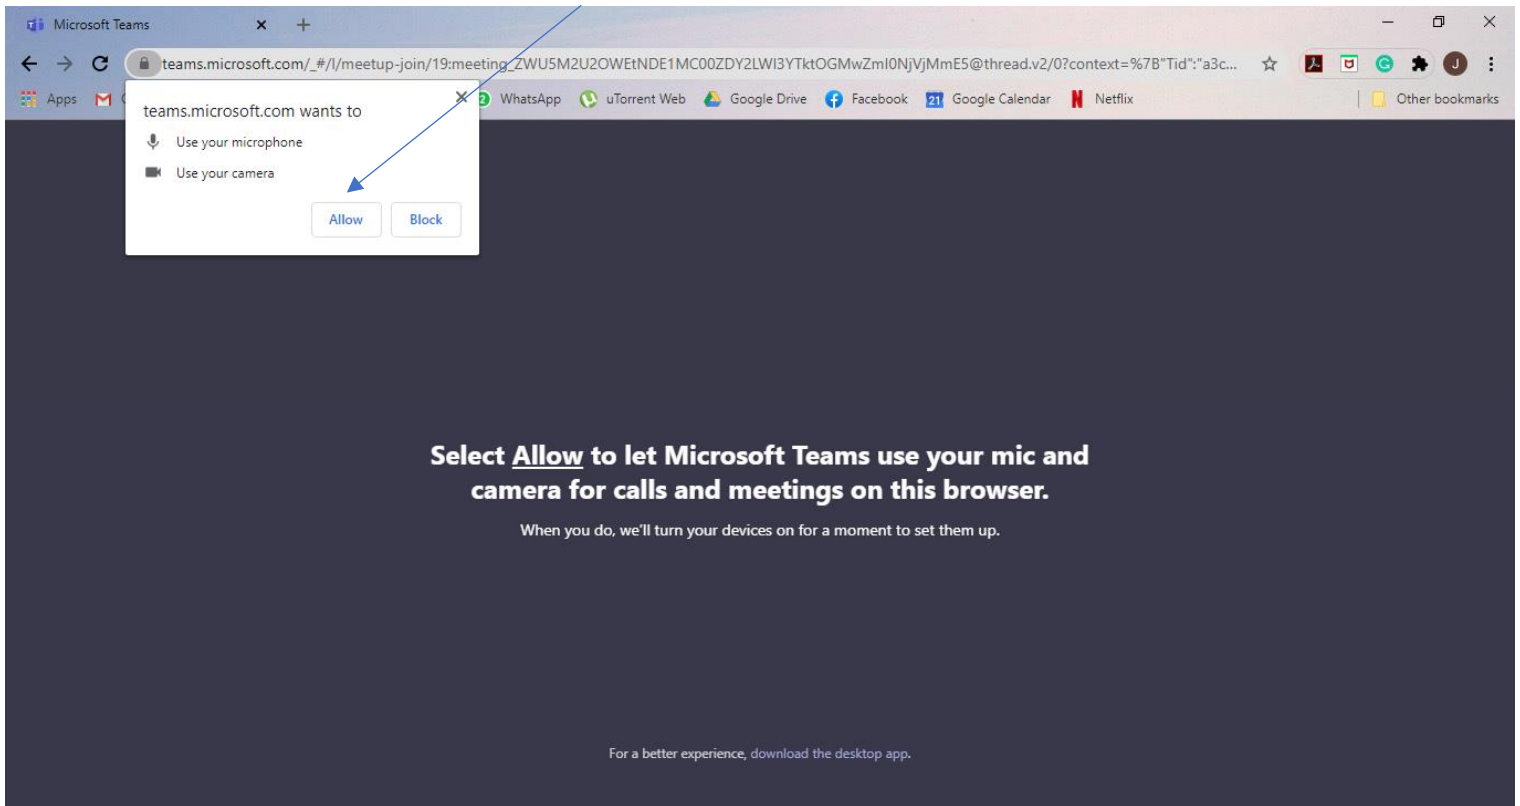 Microsoft Teams
teams.microsoft.com/_#/l/meetup-join/19:meeting_ZWU5M2U2OWEtNDE1MC00ZDY2LWI3YTktOGMwZmI0NjVjMmE5@thread.v2/0?context=%7B"Tid":"a3c...
J
Apps WhatsApp uTorrent Web Google Drive Facebook 21 Google Calendar Netflix Other bookmarks
teams.microsoft.com wants to
Use your microphone
Use your camera
Allow Block
Select Allow to let Microsoft Teams use your mic and
camera for calls and meetings on this browser.
When you do, we'll turn your devices on for a moment to set them up.
For a better experience, download the desktop app.